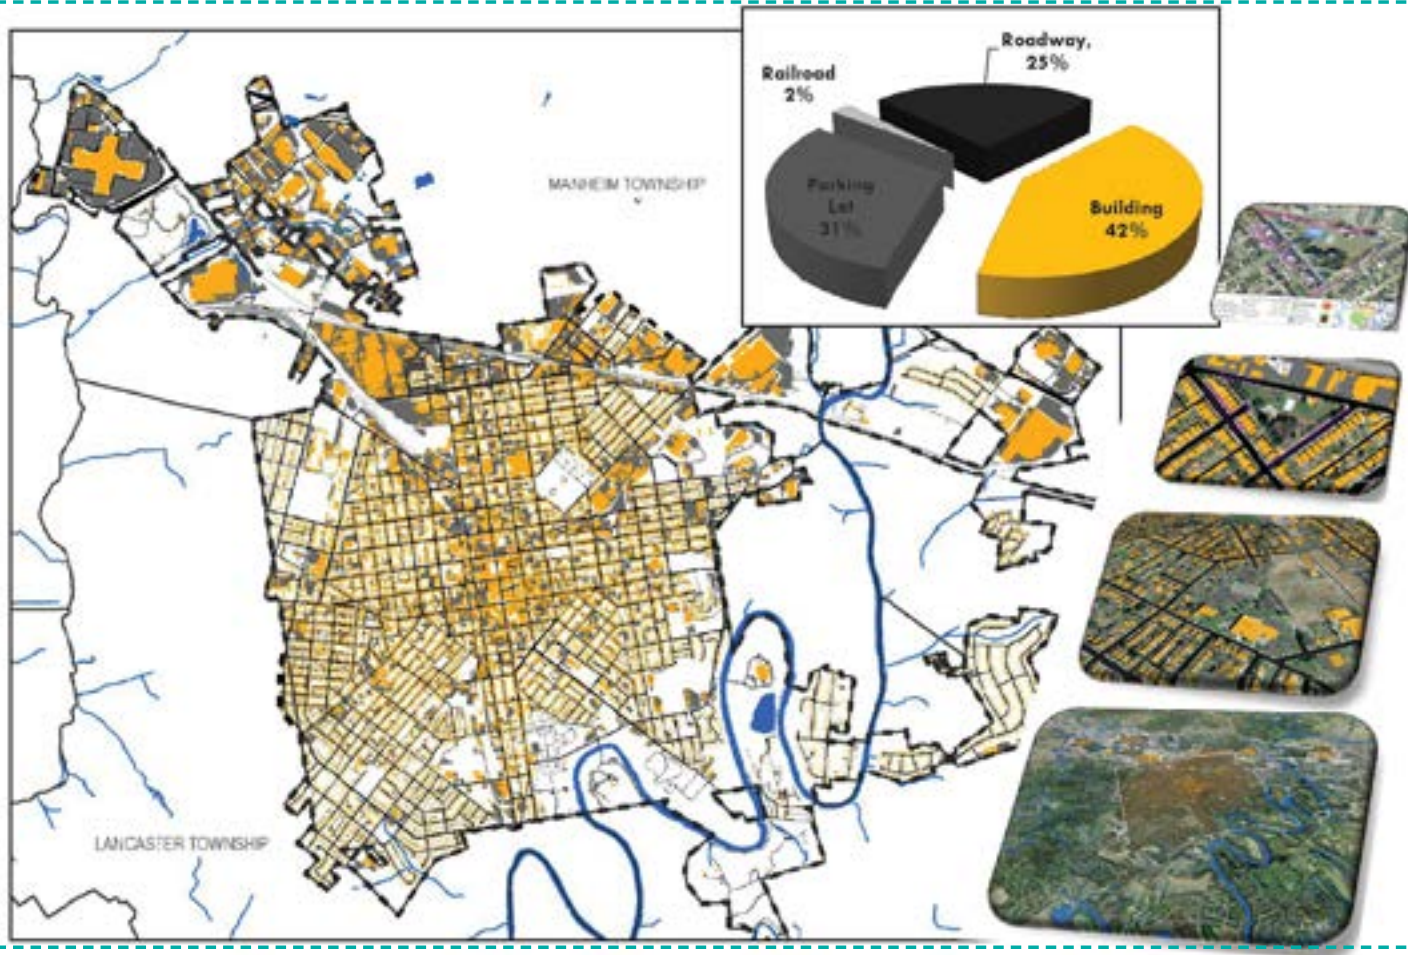 Roadway,
25%
Railroad
2%
Parking
Lot
31%
Building
42%
MANHEIM TOWNSHIP
LANCASTER TOWNSHIP